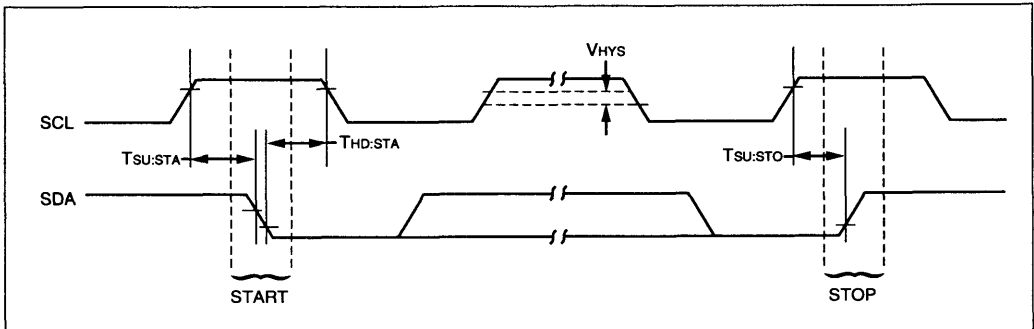 VHYS
SCL
THD:STA
TSU:STA
TSU:STO
SDA
START
STOP